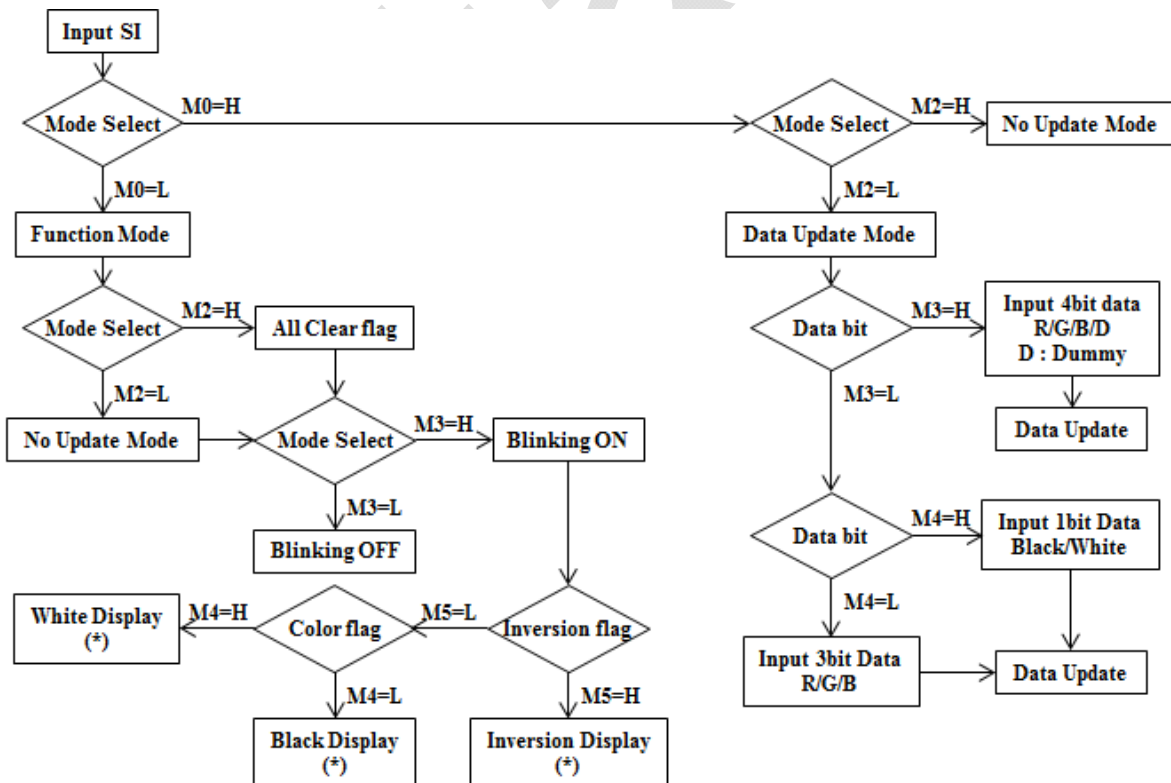 Input SI
M0=H
Mode Select
Mode Select
M2=H
No Update Mode
M0=L
M2=L
Function Mode
Data Update Mode
M2=H
Mode Select
All Clear flag
M3=H
Data bit
Input 4bit data
R/G/B/D
D : Dummy
M2=L
M3=L
No Update Mode
Mode Select
M3=H
Blinking ON
Data Update
M3=L
Blinking OFF
M4=H
Data bit
Input 1bit Data
Black/White
White Display
(*)
M4=H
Color flag
M5=L
Inversion flag
M4=L
Input 3bit Data
R/G/B
Data Update
M4=L
M5=H
Black Display
(*)
Inversion Display
(*)